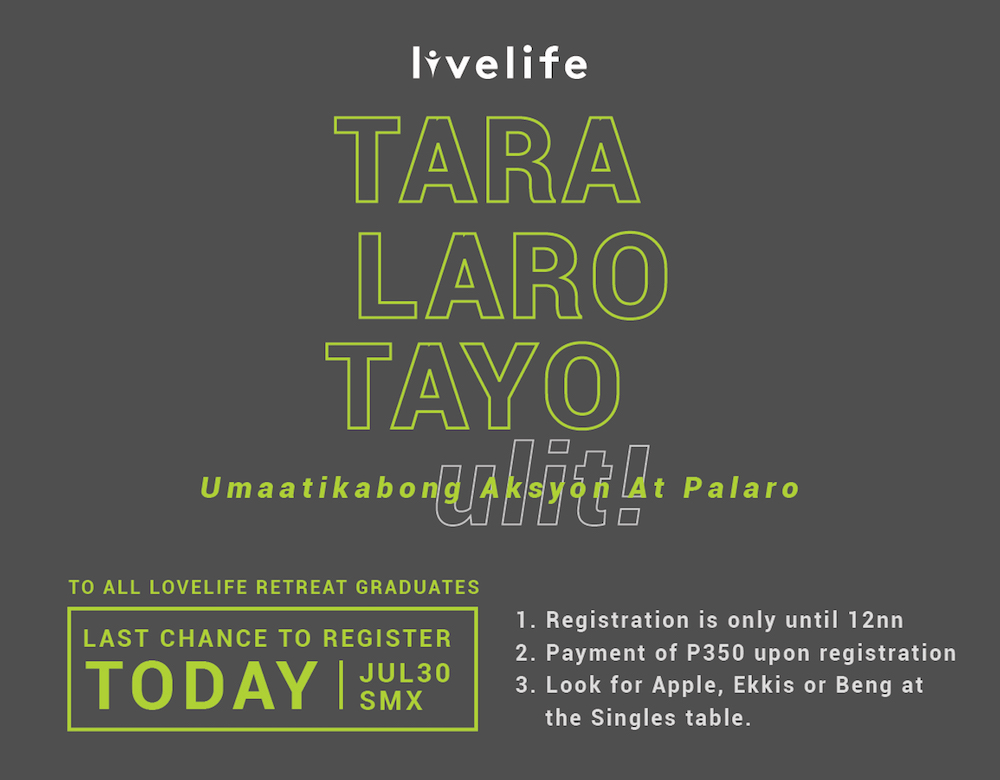 livelife
TARA
LARO
TAYO
ulit!
Umaatikabong Aksyon At Palaro
TO ALL LOVELIFE RETREAT GRADUATES
LAST CHANCE TO REGISTER
TODAY
JUL30
SMX
1. Registration is only until 12nn
2. Payment of P350 upon registration
3. Look for Apple, Ekkis or Beng at
the Singles table.